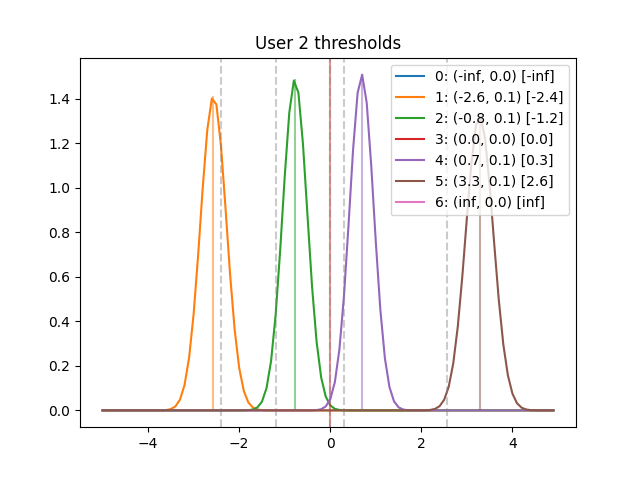 User 2 thresholds
0: (-inf, 0.0) [-inf]
1: (-2.6, 0.1) [-2.4]
2: (-0.8, 0.1) [-1.2]
3: (0.0, 0.0) [0.0]
4: (0.7, 0.1) [0.3]
5: (3.3, 0.1) [2.6]
6: (inf, 0.0) [inf]
1.4
1.2
1.0
0.8
0.6
0.4
0.2
0.0
−4 −2 0 2 4